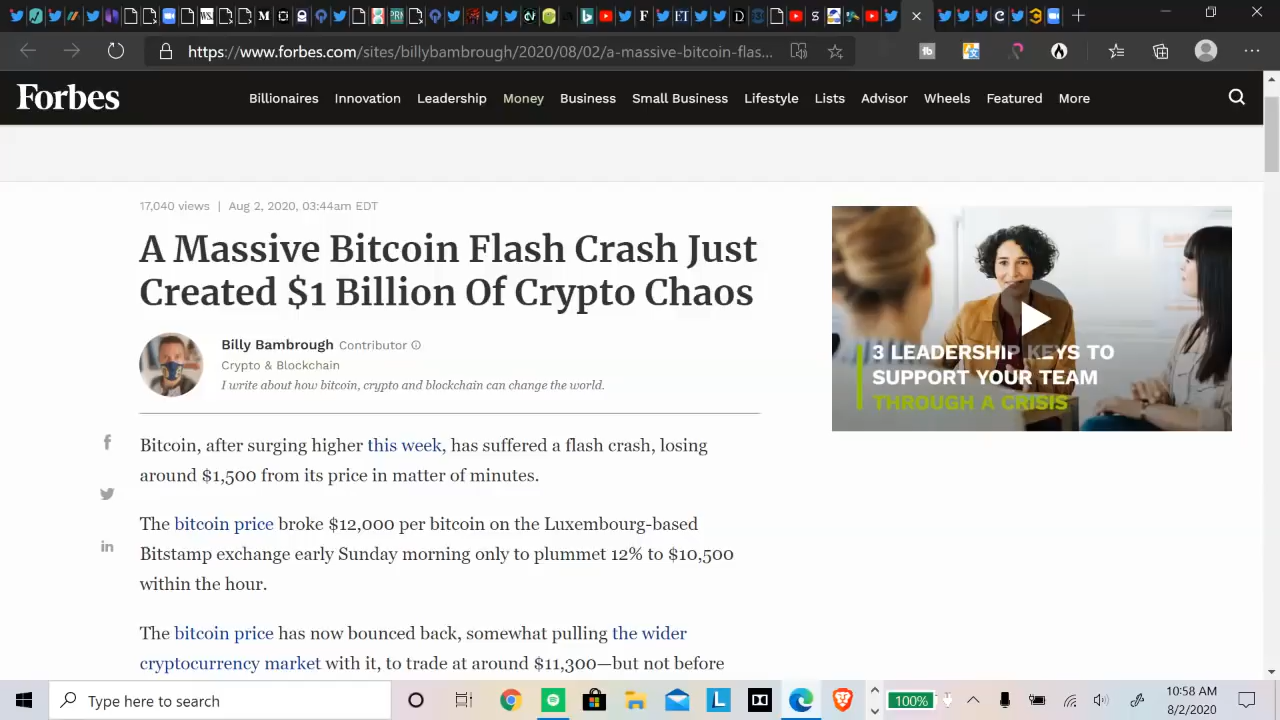 https://www.forbes.com/sites/billybambrough/2020/08/02/a-massive-bitcoin-flas...
Forbes
Billionaires Innovation Leadership Money Business Small Business Lifestyle Lists Advisor Wheels Featured More
17,040 views | Aug 2, 2020, 03:44am EDT
A Massive Bitcoin Flash Crash Just
Created $1 Billion Of Crypto Chaos
Billy Bambrough Contributor
Crypto & Blockchain
I write about how bitcoin, crypto and blockchain can change the world.
3 LEADERSHIP KEYS TO
SUPPORT YOUR TEAM
THROUGH A CRISIS
Bitcoin, after surging higher this week, has suffered a flash crash, losing
around $1,500 from its price in matter of minutes.
The bitcoin price broke $12,000 per bitcoin on the Luxembourg-based
Bitstamp exchange early Sunday morning only to plummet 12% to $10,500
within the hour.
The bitcoin price has now bounced back, somewhat pulling the wider
cryptocurrency market with it, to trade at around $11,300—but not before
Type here to search
100%
10:58 AM
8/2/2020